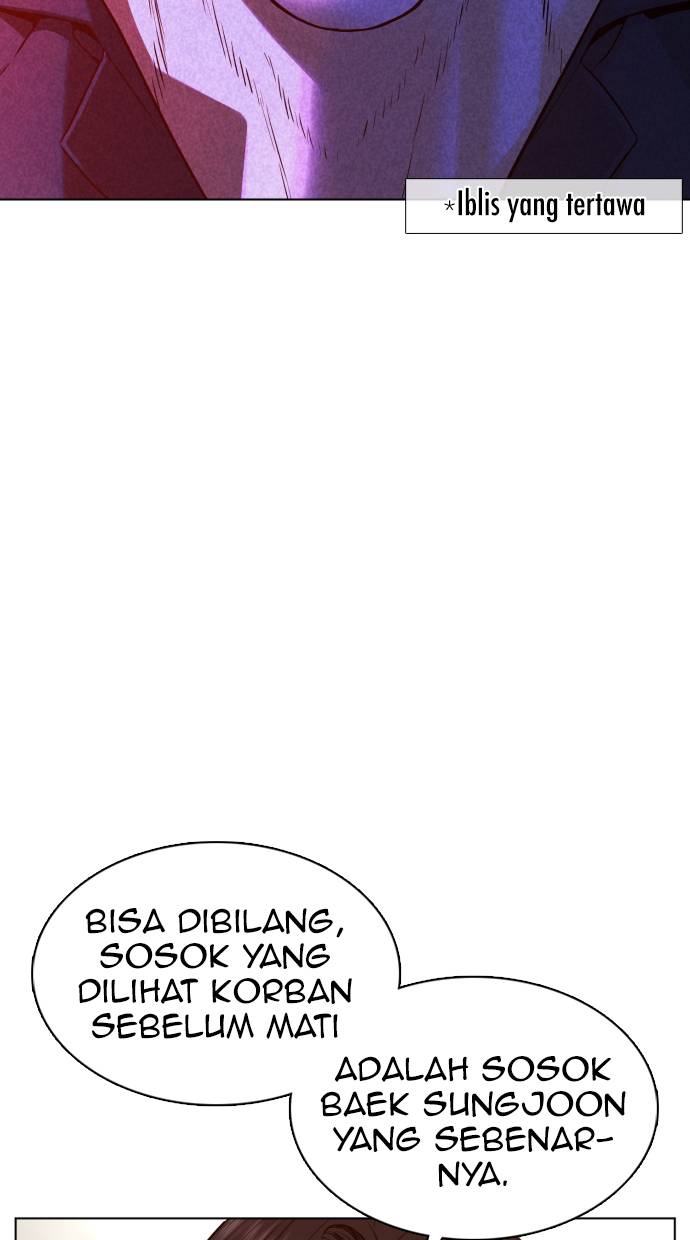 *Iblis yang tertawa
BISA DIBILANG,
SOSOK YANG
DILIHAT KORBAN
SEBELUM MATI
ADALAH SOSOK
BAEK SUNGJOON
YANG SEBENAR-
NYA.